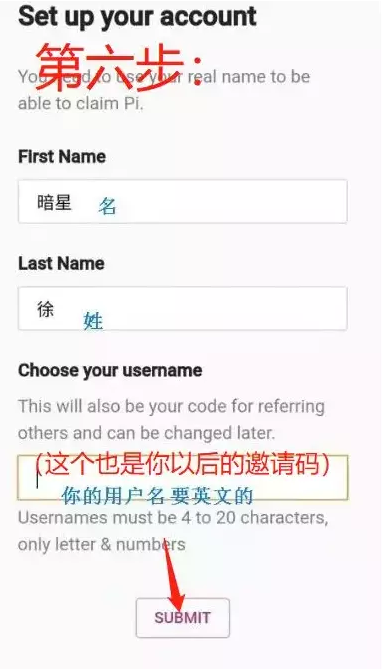 Set up your account
第六步：
You need to use your real name to be
able to claim Pi.
First Name
暗星 名
Last Name
徐 姓
Choose your username
This will also be your code for referring
others and can be changed later.
（这个也是你以后的邀请码）
你的用户名要英文的
Usernames must be 4 to 20 characters,
only letter & numbers
SUBMIT